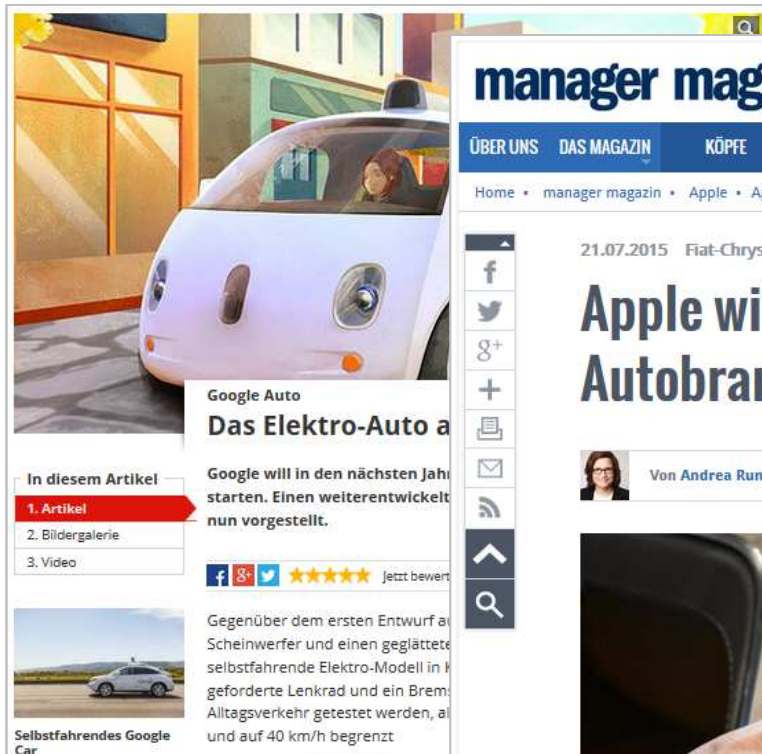 Google Auto
Das Elektro-Auto a
Google will in den nächsten Jahr
starten. Einen weiterentwickelt
nun vorgestellt.
In diesem Artikel
1. Artikel
2. Bildergalerie
3. Video
Jetzt bewert
Gegenüber dem ersten Entwurf
Scheinwerfer und einen geglättete
selbstfahrende Elektro-Modell in
geforderte Lenkrad und ein Brems
Alltagsverkehr getestet werden, al
und auf 40 km/h begrenzt
Selbstfahrendes Google
Car
manager mag
ÜBER UNS DAS MAGAZIN KÖPFE
Home manager magazin Apple A
21.07.2015 Fiat-Chrys
Apple wi
Autobra
Von Andrea Run